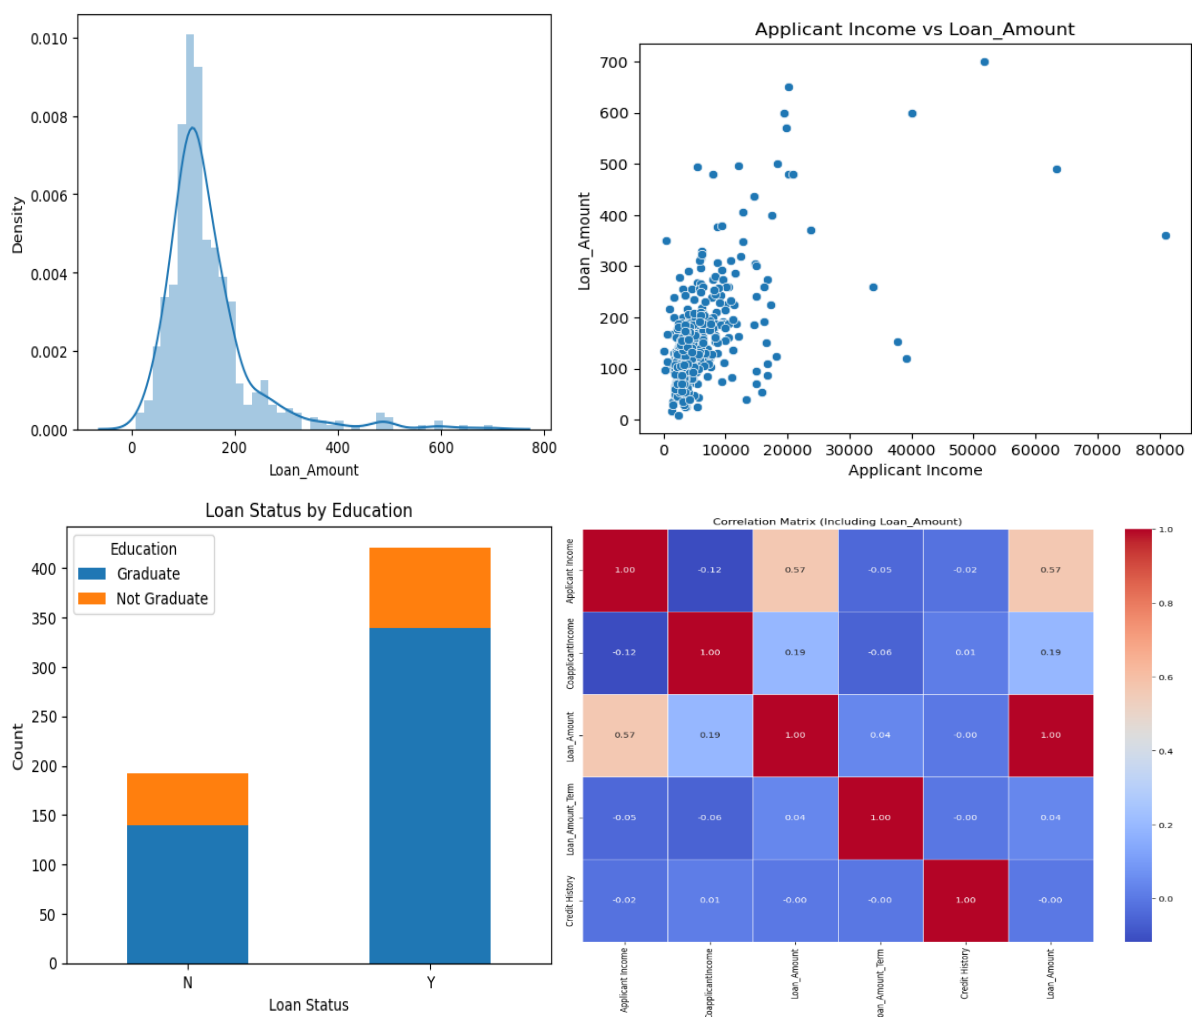 0.010
0.008
0.006
0.004
0.002
0.000
Density
0
200
400
600
800
Loan_Amount
Applicant Income vs Loan_Amount
700
600
500
400
300
200
100
0
Loan_Amount
0
10000
20000
30000
40000
50000
60000
70000
80000
Applicant Income
Loan Status by Education
Education
Graduate
Not Graduate
400
350
300
250
200
150
100
50
0
Count
N
Y
Loan Status
Correlation Matrix (Including Loan_Amount)
Applicant Income
1.00 -0.12 0.57 -0.05 -0.02 0.57
CoapplicantIncome
-0.12 1.00 0.19 -0.06 0.01 0.19
Loan_Amount
0.57 0.19 1.00 0.04 -0.00 1.00
Loan_Amount_Term
-0.05 -0.06 0.04 1.00 -0.00 0.04
Credit History
-0.02 0.01 -0.00 -0.00 1.00 -0.00
Applicant Income
CoapplicantIncome
Loan_Amount
Loan_Amount_Term
Credit History
Loan_Amount
1.0
0.8
0.6
0.4
0.2
0.0